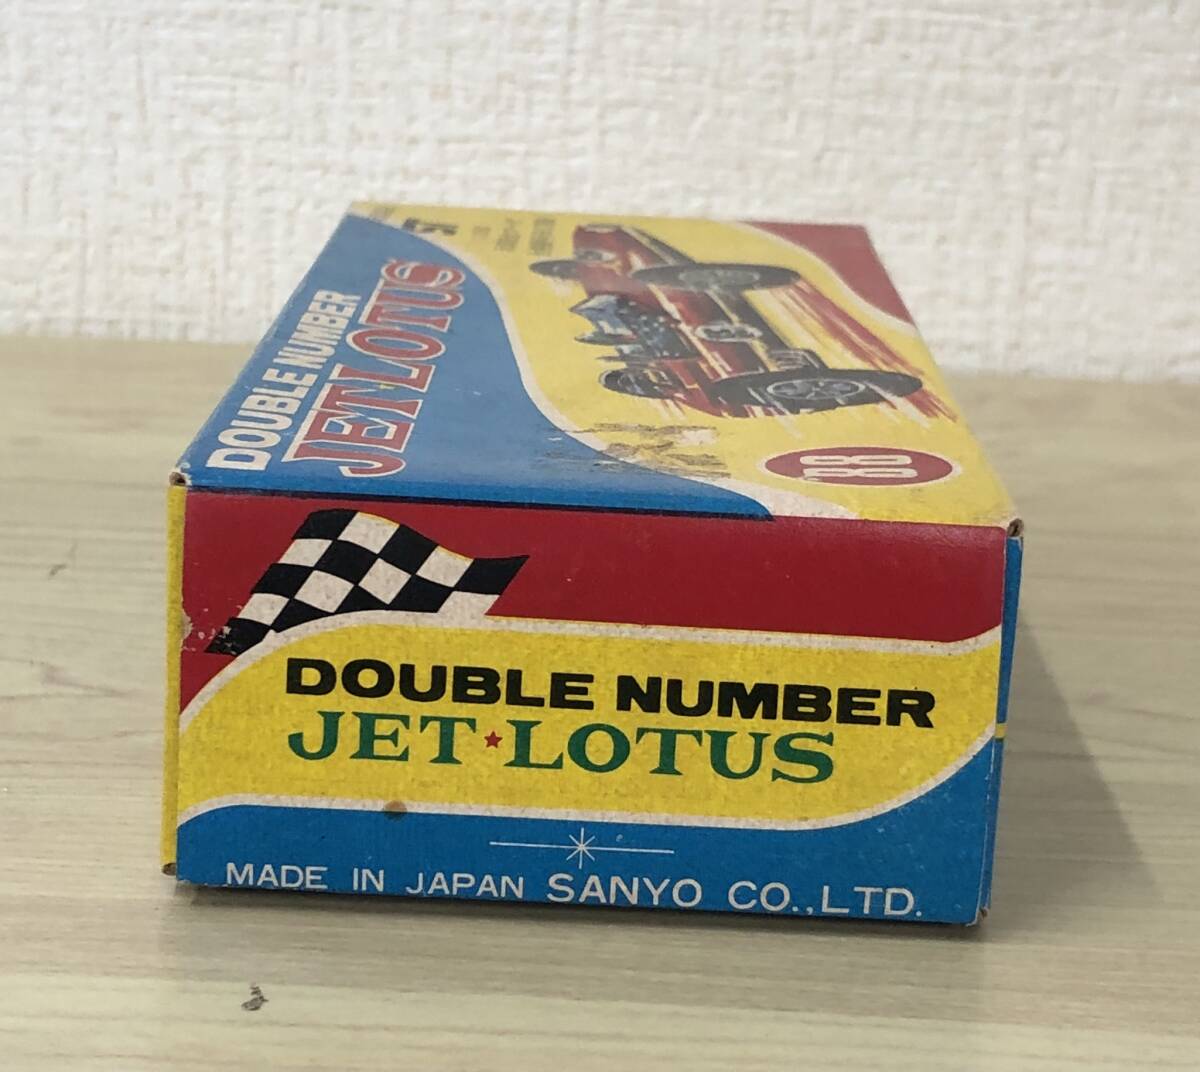 DOUBLE NUMBER
JET★LOTUS
88
DOUBLE NUMBER
JET★LOTUS
MADE IN JAPAN SANYO CO.,LTD.